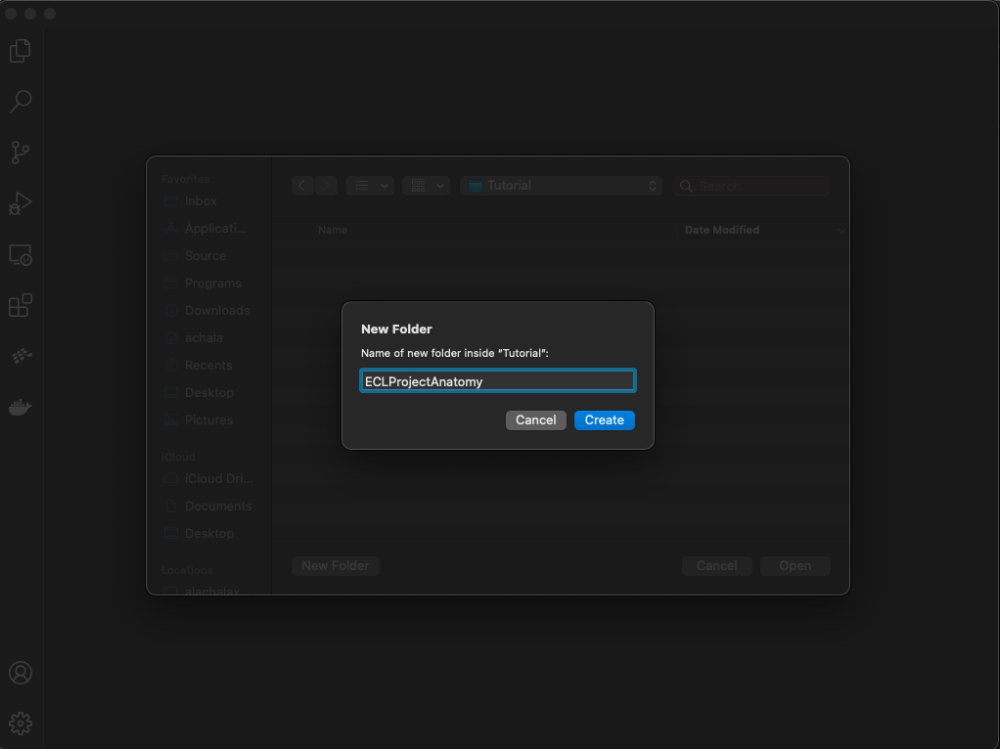 Favorites
Inbox
Applicati...
Source
Programs
Downloads
achala
Recents
Desktop
Pictures
iCloud
iCloud Dri...
Documents
Desktop
Locations
alachalax
Tutorial
Search
Name
Date Modified
New Folder
Name of new folder inside “Tutorial”:
ECLProjectAnatomy
Cancel
Create
New Folder
Cancel
Open